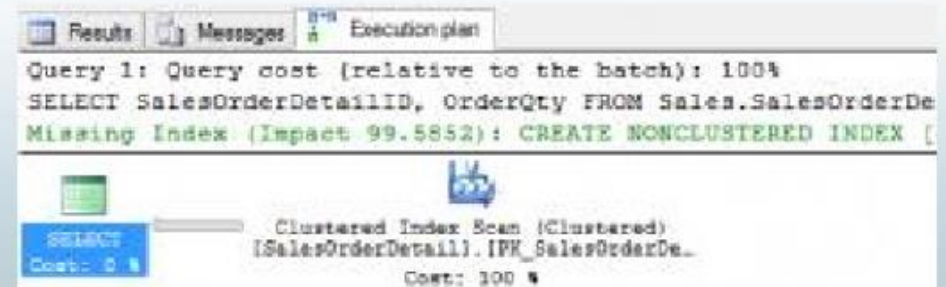 Results Messages Execution plan
Query 1: Query cost (relative to the batch): 100%
SELECT SalesOrderDetailID, OrderQty FROM Sales.SalesOrderDe
Missing Index (Impact 99.5852): CREATE NONCLUSTERED INDEX [
SELECT
Cost: 0 %
Clustered Index Scan (Clustered)
[SalesOrderDetail].[PK_SalesOrderDe…
Cost: 100 %